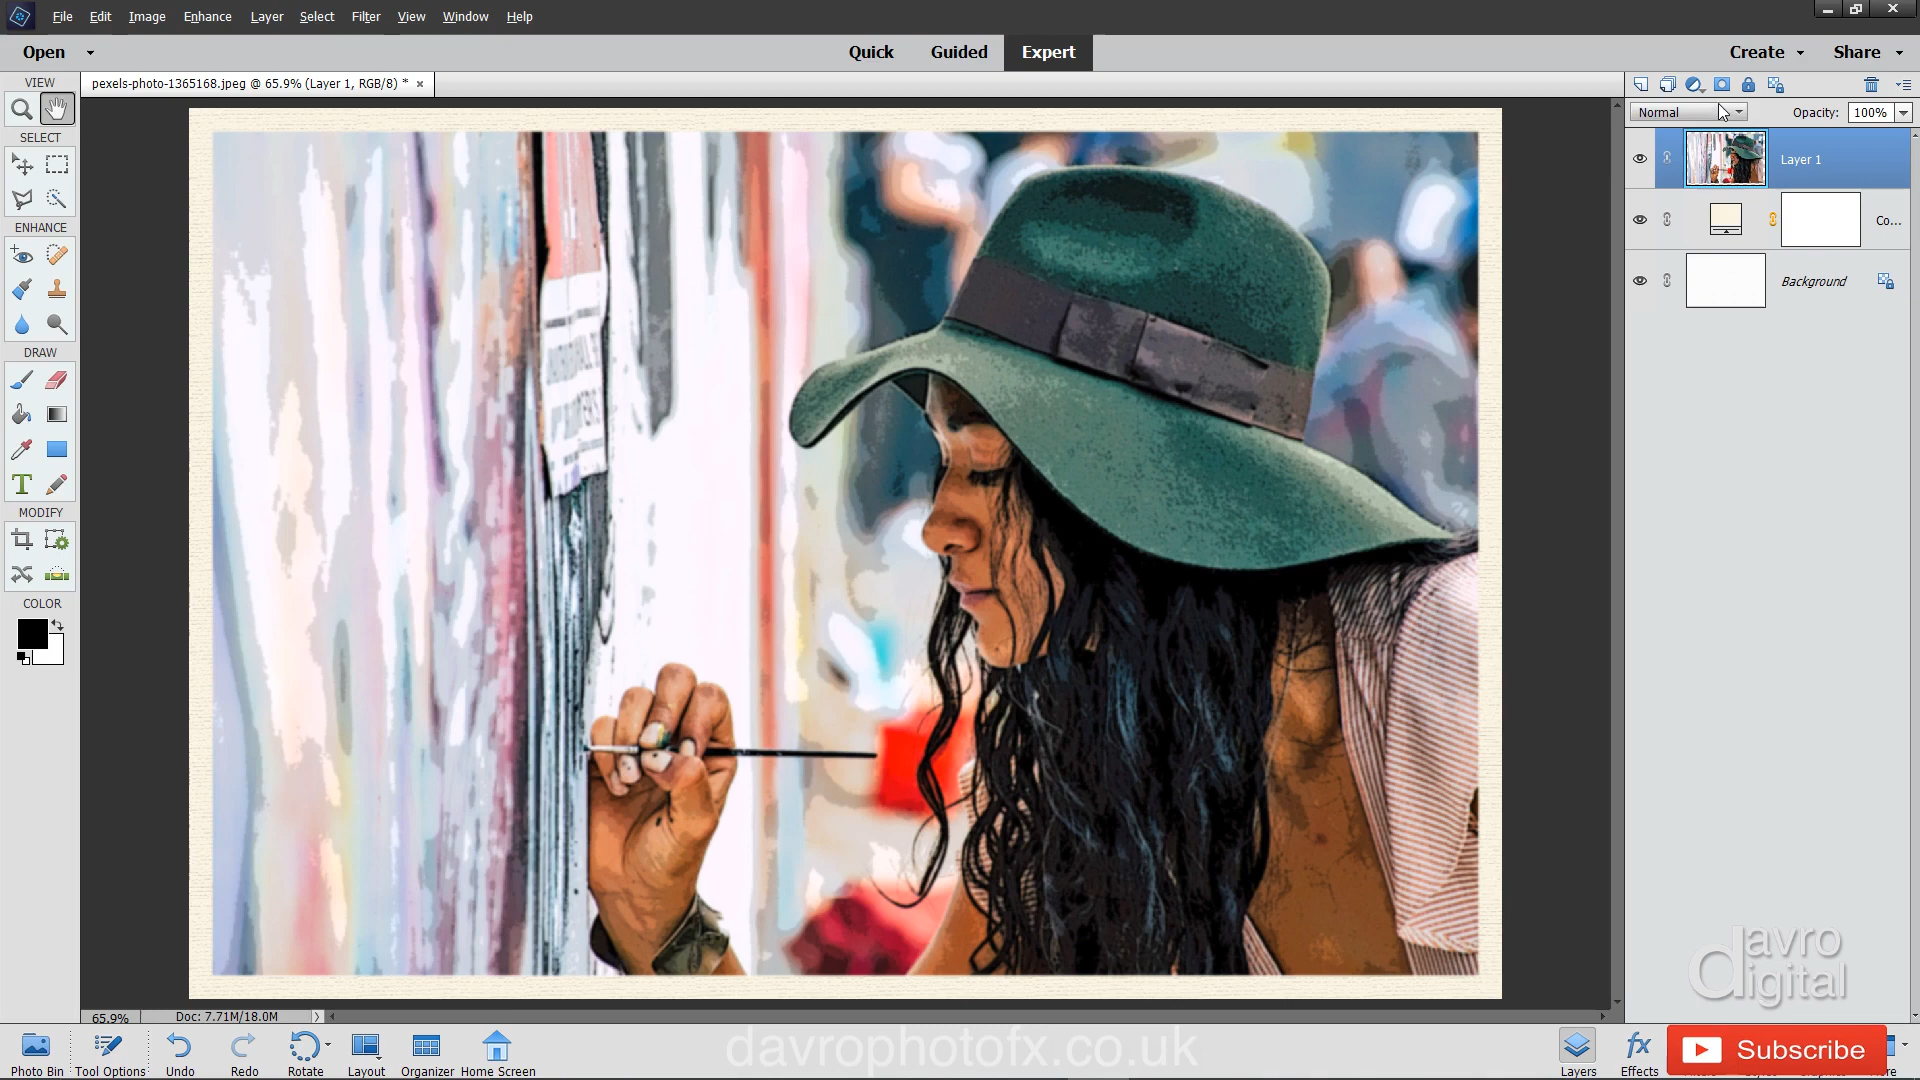 File Edit Image Enhance Layer Select Filter View Window Help
Open Quick Guided Expert Create Share
VIEW
pexels-photo-1365168.jpeg @ 65.9% (Layer 1, RGB/8) * ×
Normal Opacity: 100%
SELECT
Layer 1
Co...
Background
ENHANCE
DRAW
MODIFY
COLOR
davro
digital
65.9% Doc: 7.71M/18.0M
Photo Bin Tool Options Undo Redo Rotate Layout Organizer Home Screen
davrophotofx.co.uk
Layers Effects
Subscribe